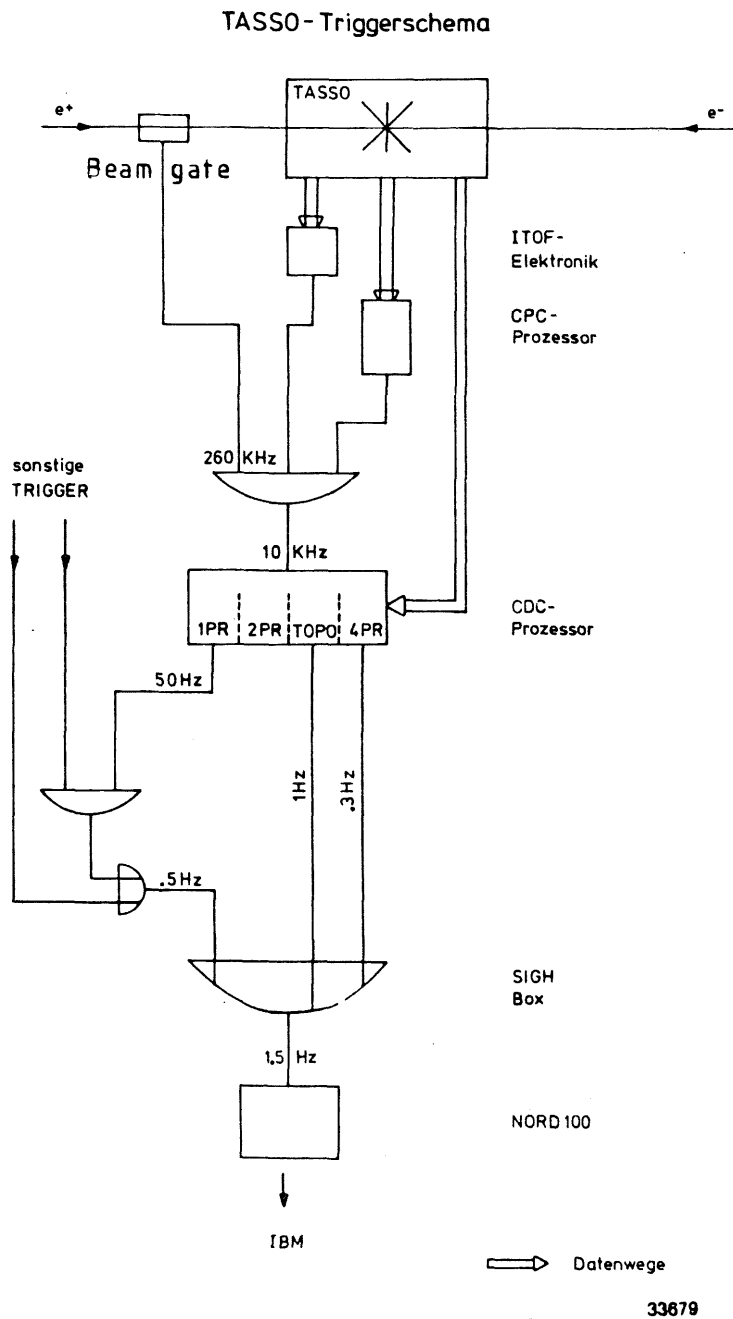 TASSO-Triggerschema
TASSO
e+
e-
Beam gate
ITOF-
Elektronik
CPC-
Prozessor
260 KHz
sonstige
TRIGGER
10 KHz
1PR
2PR
TOPO
4PR
CDC-
Prozessor
50Hz
1Hz
.3Hz
.5Hz
SIGH
Box
1.5 Hz
NORD 100
IBM
Datenwege
33679